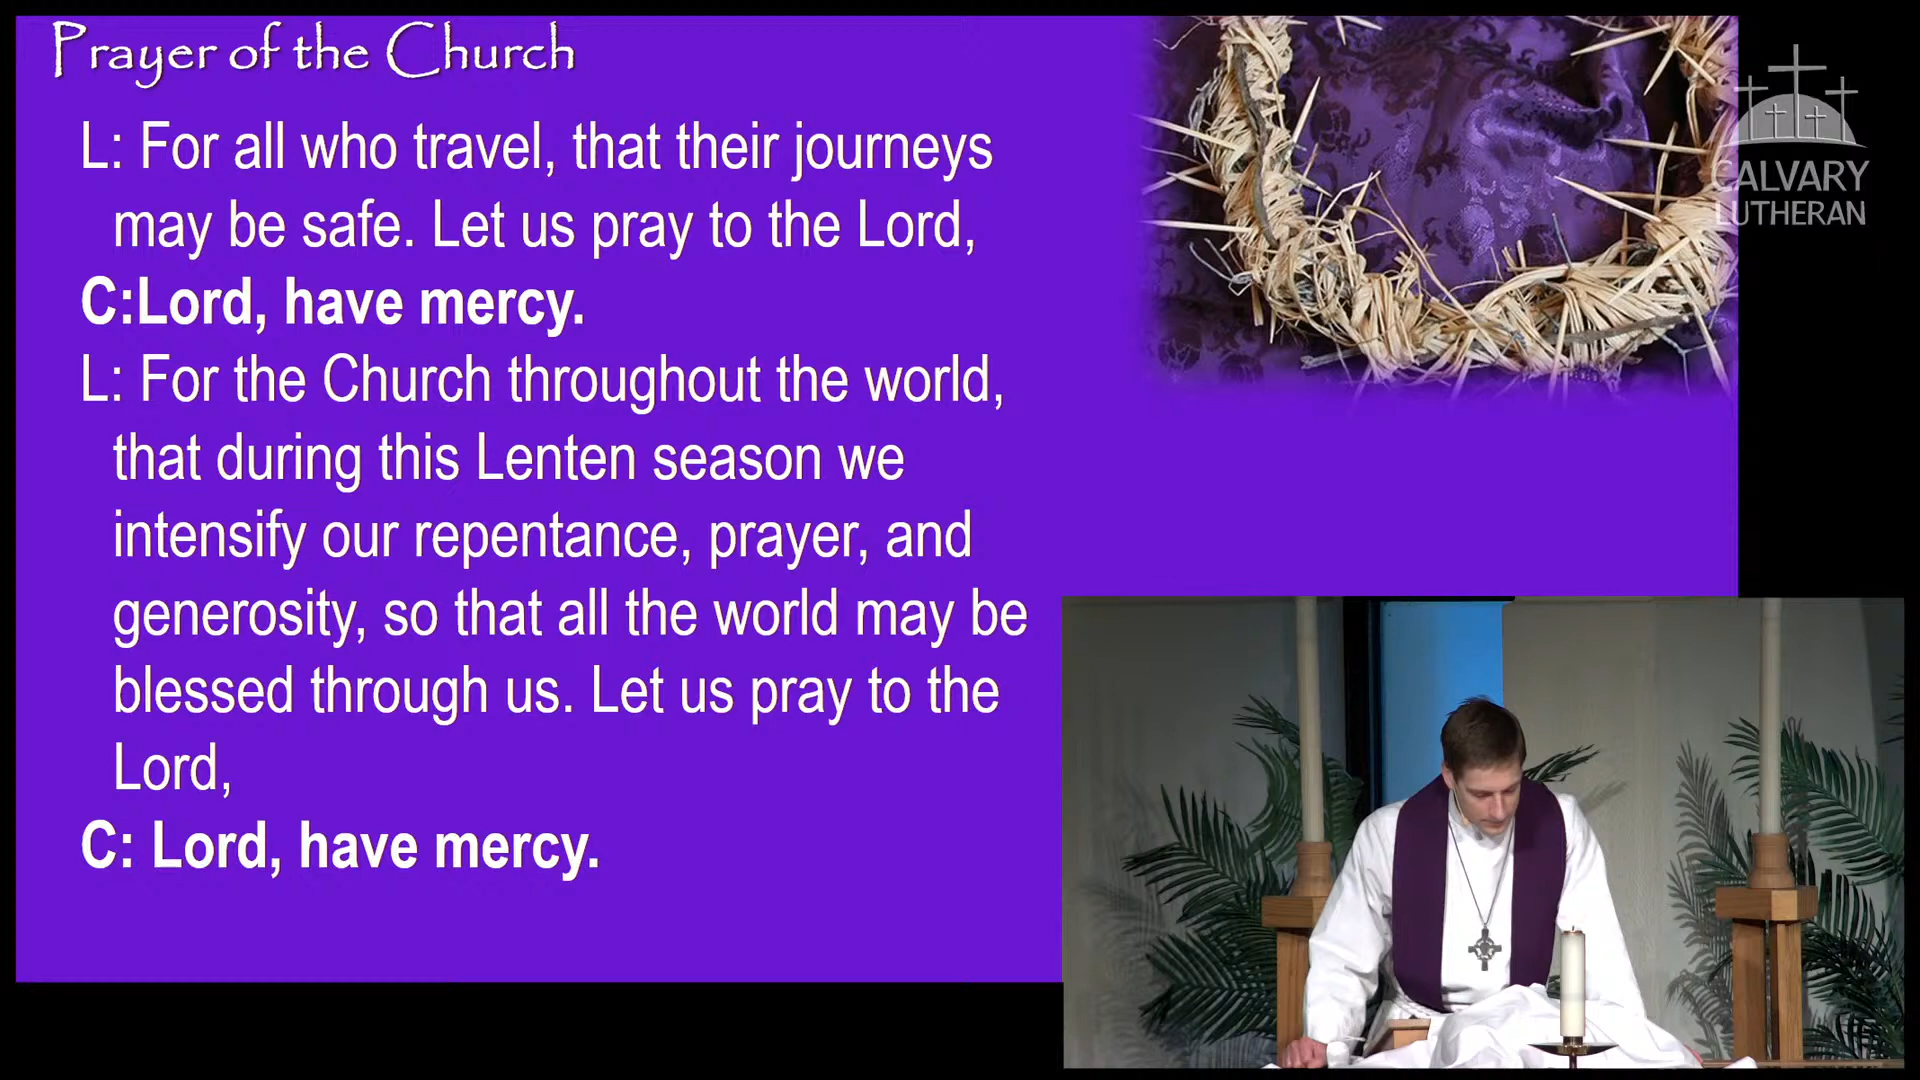 Prayer of the Church
L: For all who travel, that their journeys
may be safe. Let us pray to the Lord,
C:Lord, have mercy.
L: For the Church throughout the world,
that during this Lenten season we
intensify our repentance, prayer, and
generosity, so that all the world may be
blessed through us. Let us pray to the
Lord,
C: Lord, have mercy.
CALVARY
LUTHERAN